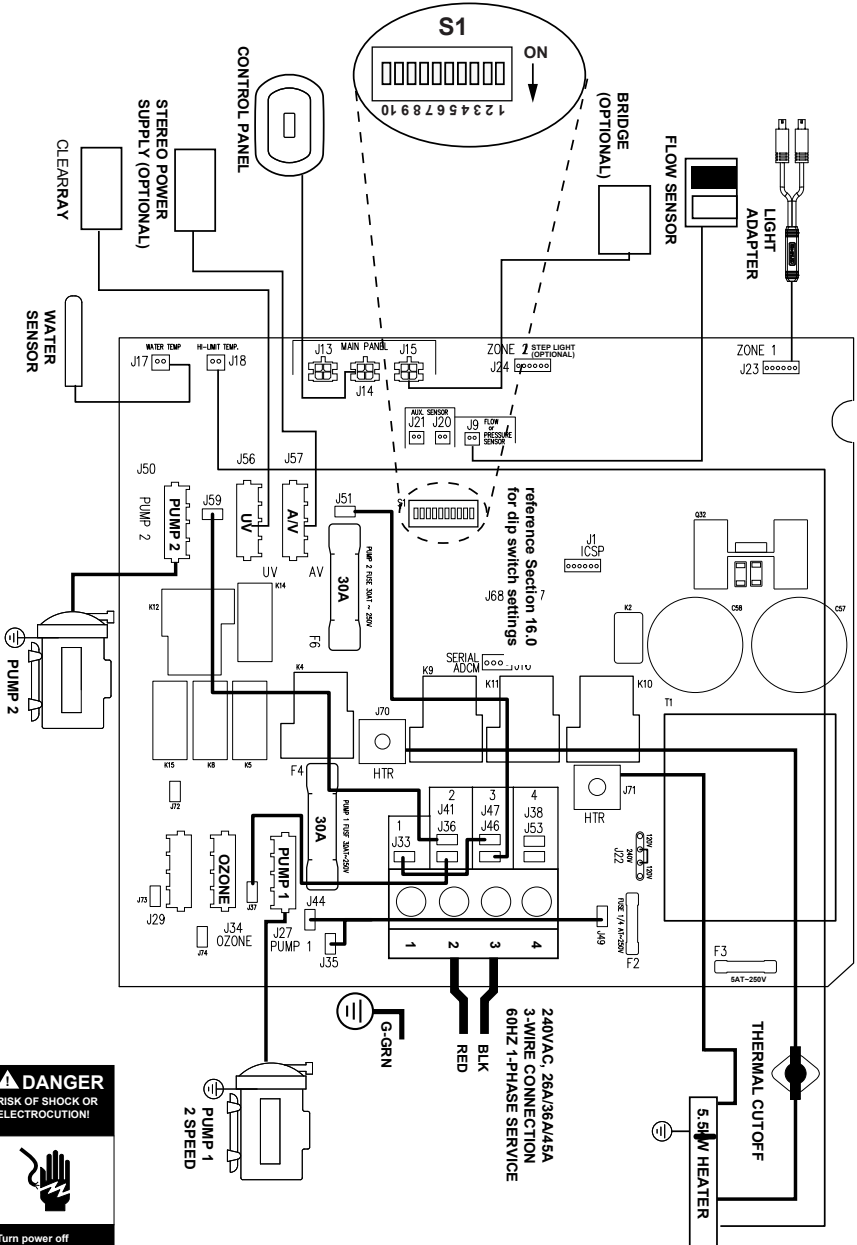 S1
ON
1 2 3 4 5 6 7 8 9 10
CONTROL PANEL
STEREO POWER
SUPPLY (OPTIONAL)
CLEARRAY
WATER
SENSOR
BRIDGE
(OPTIONAL)
FLOW SENSOR
LIGHT
ADAPTER
WATER TEMP
J17
HI-LIMIT TEMP.
J18
J13
MAIN PANEL
J15
J14
ZONE 2
STEP LIGHT
(OPTIONAL)
J24
ZONE 1
J23
AUX. SENSOR
J21
J20
J9
FLOW
or
PRESSURE
SENSOR
J50
PUMP 2
PUMP 2
J59
J56
UV
UV
J57
A/V
AV
J51
S1
PUMP 2 FUSE 30AT ~ 250V
30A
F6
reference Section 16.0
for dip switch settings
J1
ICSP
J68
7
SERIAL
ADCM
J16
Q32
K2
C58
C57
K12
K14
K4
K9
K11
K10
T1
K15
K8
K5
J70
HTR
J71
HTR
J72
F4
30A
PUMP 1 FUSE 30AT~250V
1
J33
2
J41
J36
3
J47
J46
4
J38
J53
120V
240V
120V
J22
FUSE 1/4 AT~250V
F2
F3
5AT~250V
J73
J29
OZONE
J34
OZONE
J74
J37
PUMP 1
J27
PUMP 1
J44
J35
J49
1
2
3
4
PUMP 2
G-GRN
RED
BLK
240VAC, 26A/36A/45A
3-WIRE CONNECTION
60HZ 1-PHASE SERVICE
PUMP 1
2 SPEED
THERMAL CUTOFF
5.5KW HEATER
DANGER
RISK OF SHOCK OR
ELECTROCUTION!
Turn power off